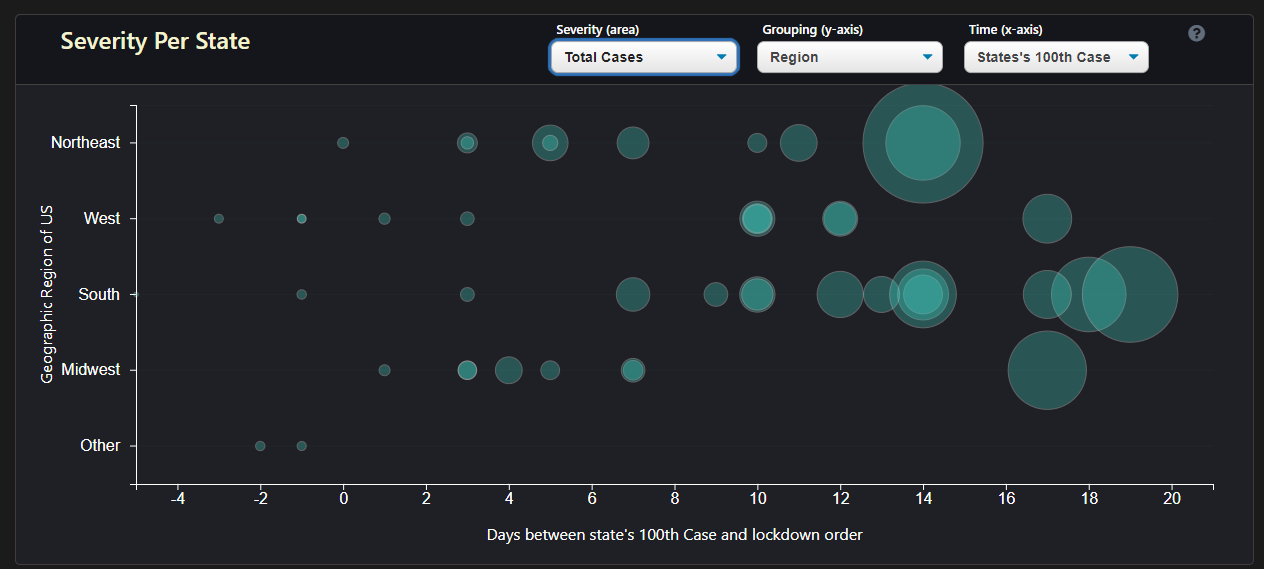 Severity Per State
Severity (area)
Grouping (y-axis)
Time (x-axis)
Total Cases
Region
States's 100th Case
?
Geographic Region of US
Northeast
West
South
Midwest
Other
-4 -2 0 2 4 6 8 10 12 14 16 18 20
Days between state's 100th Case and lockdown order